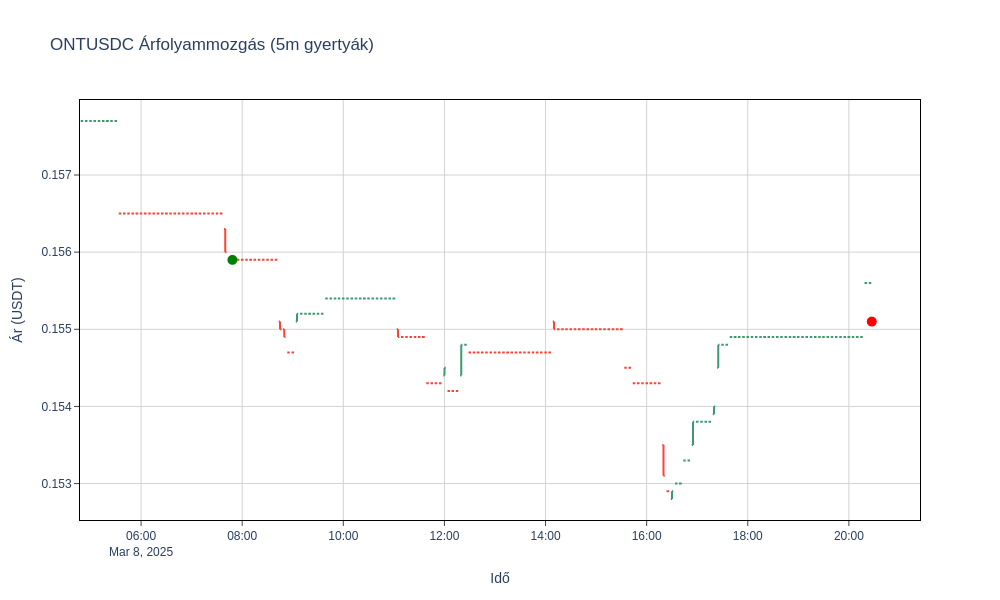 ONTUSDC Árfolyammozgás (5m gyertyák)
Ár (USDT)
0.157
0.156
0.155
0.154
0.153
06:00 08:00 10:00 12:00 14:00 16:00 18:00 20:00
Mar 8, 2025
Idő